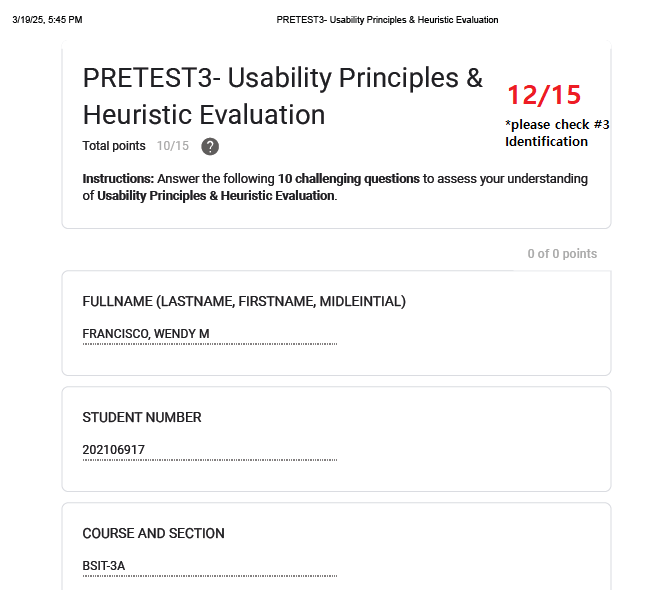 3/19/25, 5:45 PM PRETEST3- Usability Principles & Heuristic Evaluation
PRETEST3- Usability Principles &
Heuristic Evaluation
12/15
*please check #3
Identification
Total points 10/15 ?
Instructions: Answer the following 10 challenging questions to assess your understanding
of Usability Principles & Heuristic Evaluation.
0 of 0 points
FULLNAME (LASTNAME, FIRSTNAME, MIDLEINTIAL)
FRANCISCO, WENDY M
STUDENT NUMBER
202106917
COURSE AND SECTION
BSIT-3A